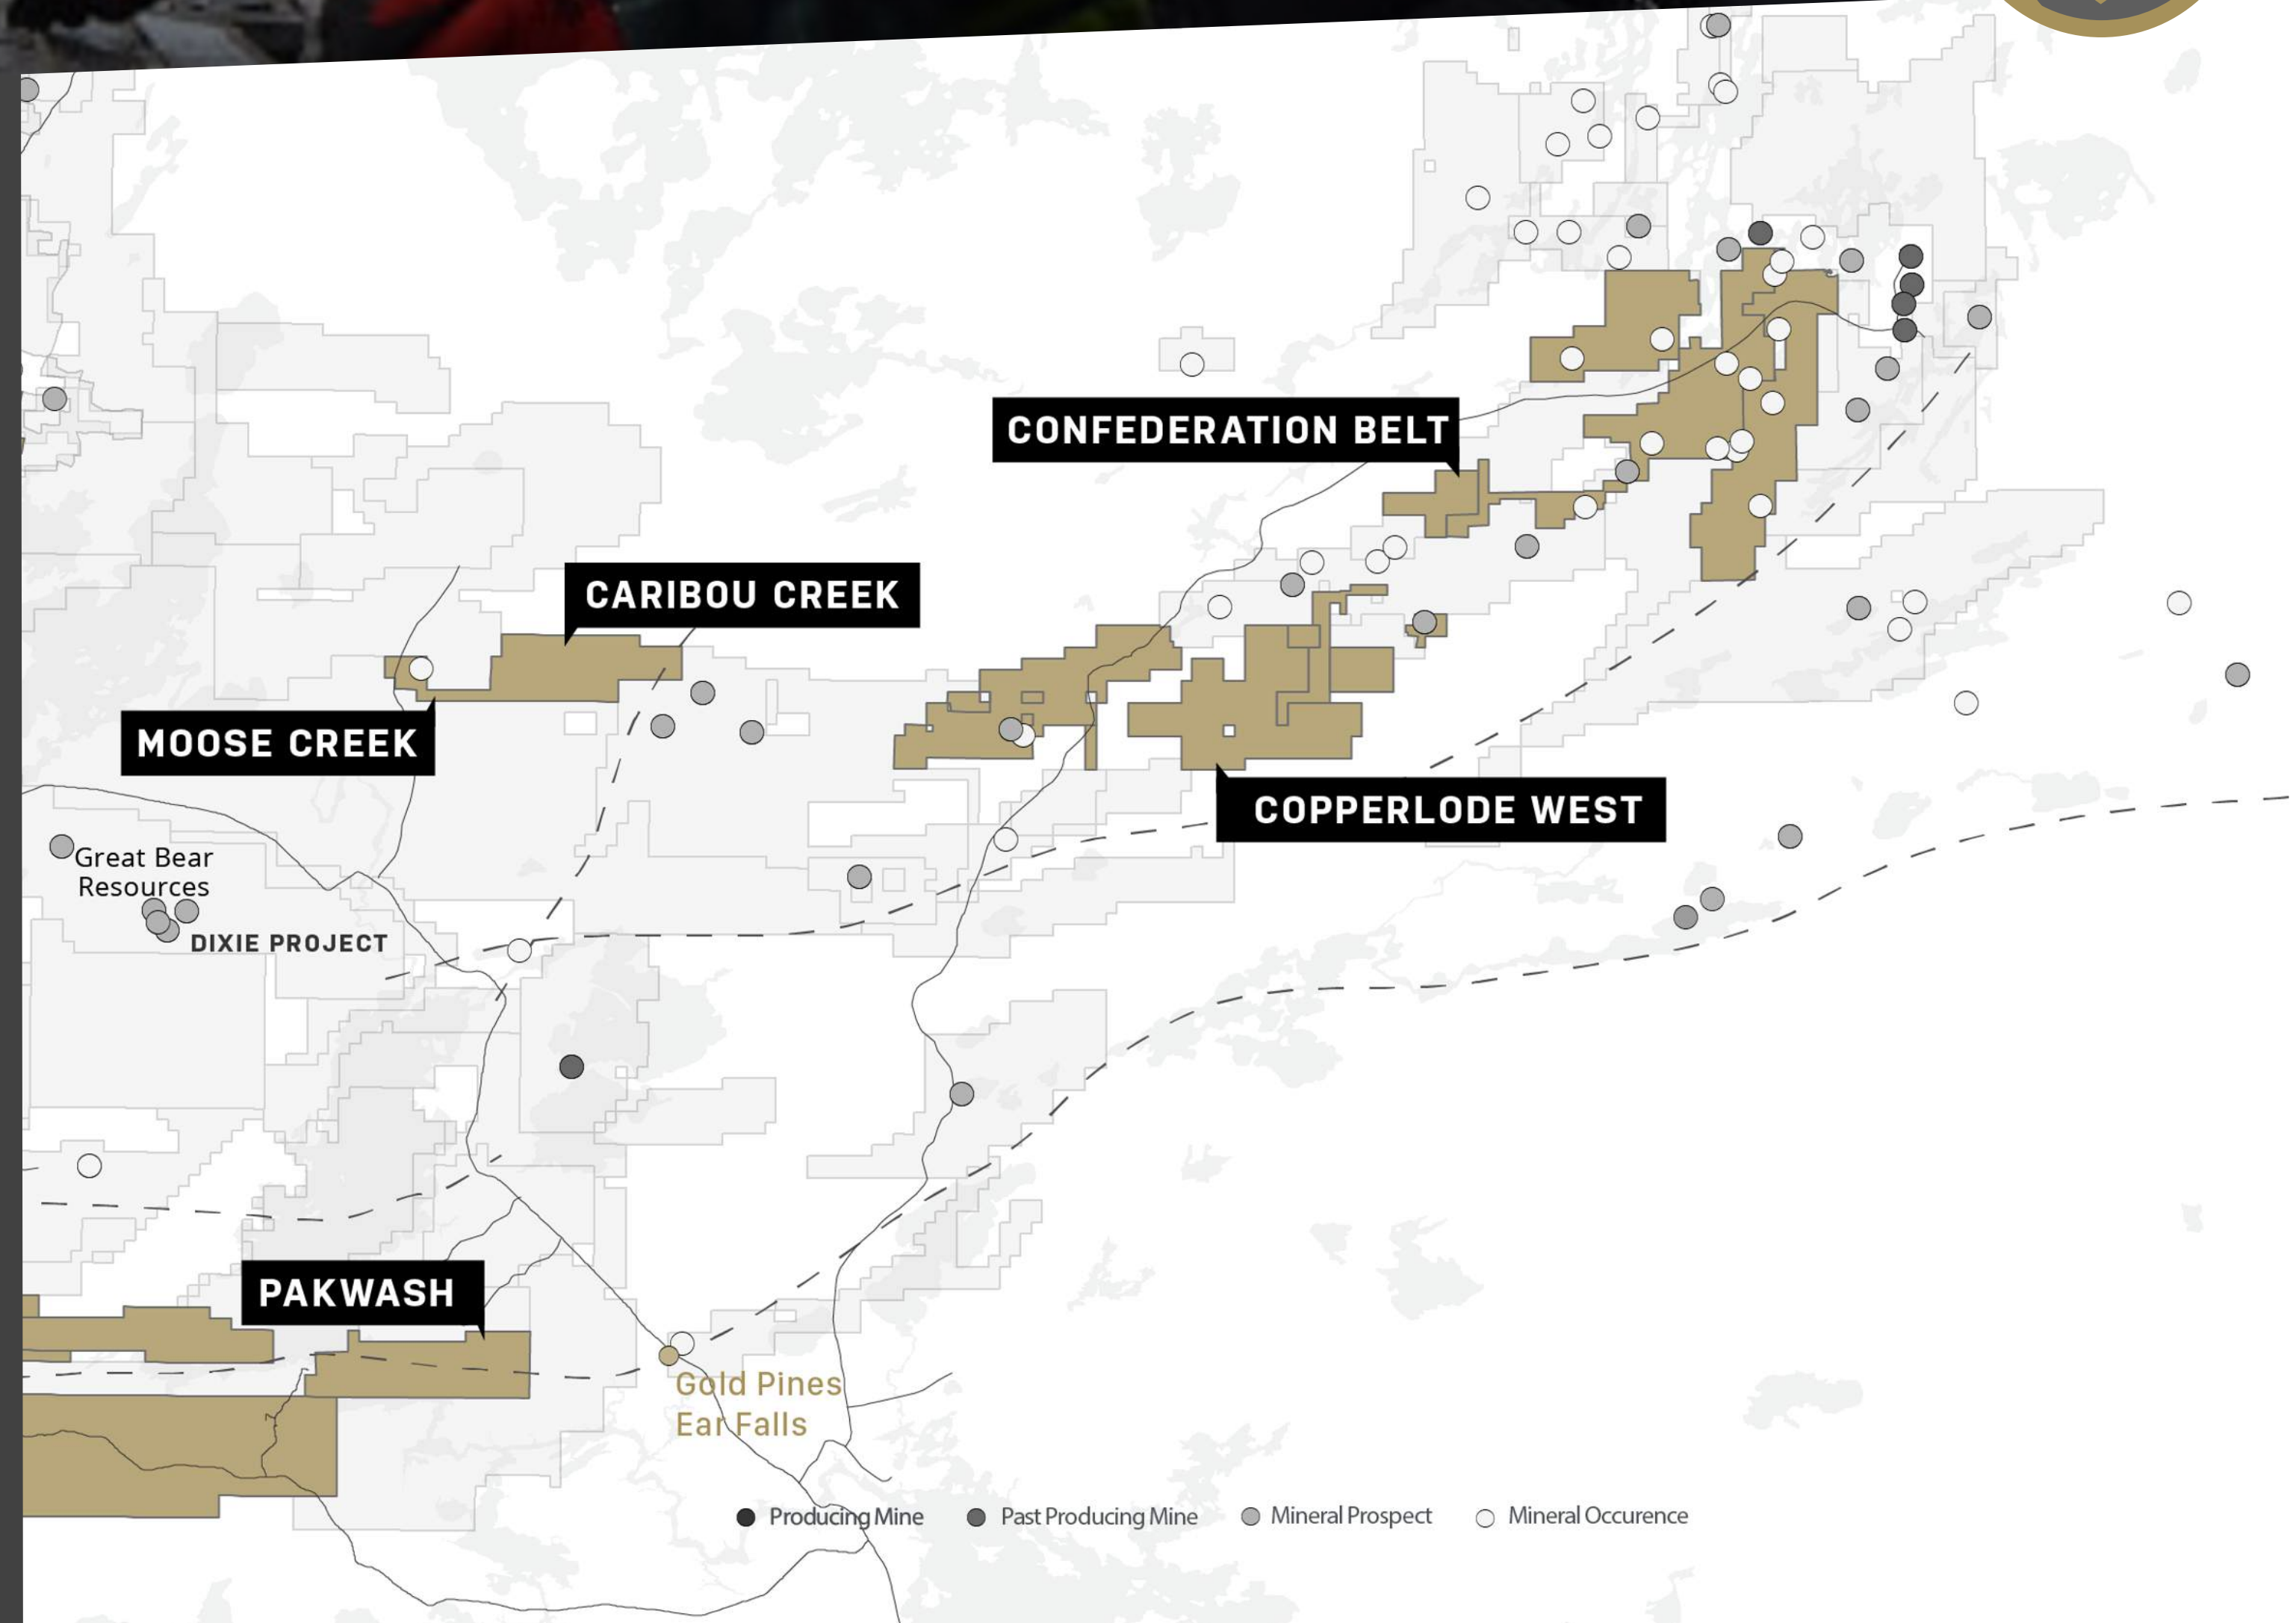 CONFEDERATION BELT
CARIBOU CREEK
MOOSE CREEK
COPPERLODE WEST
Great Bear
Resources
DIXIE PROJECT
PAKWASH
Gold Pines
Ear Falls
Producing Mine
Past Producing Mine
Mineral Prospect
Mineral Occurence